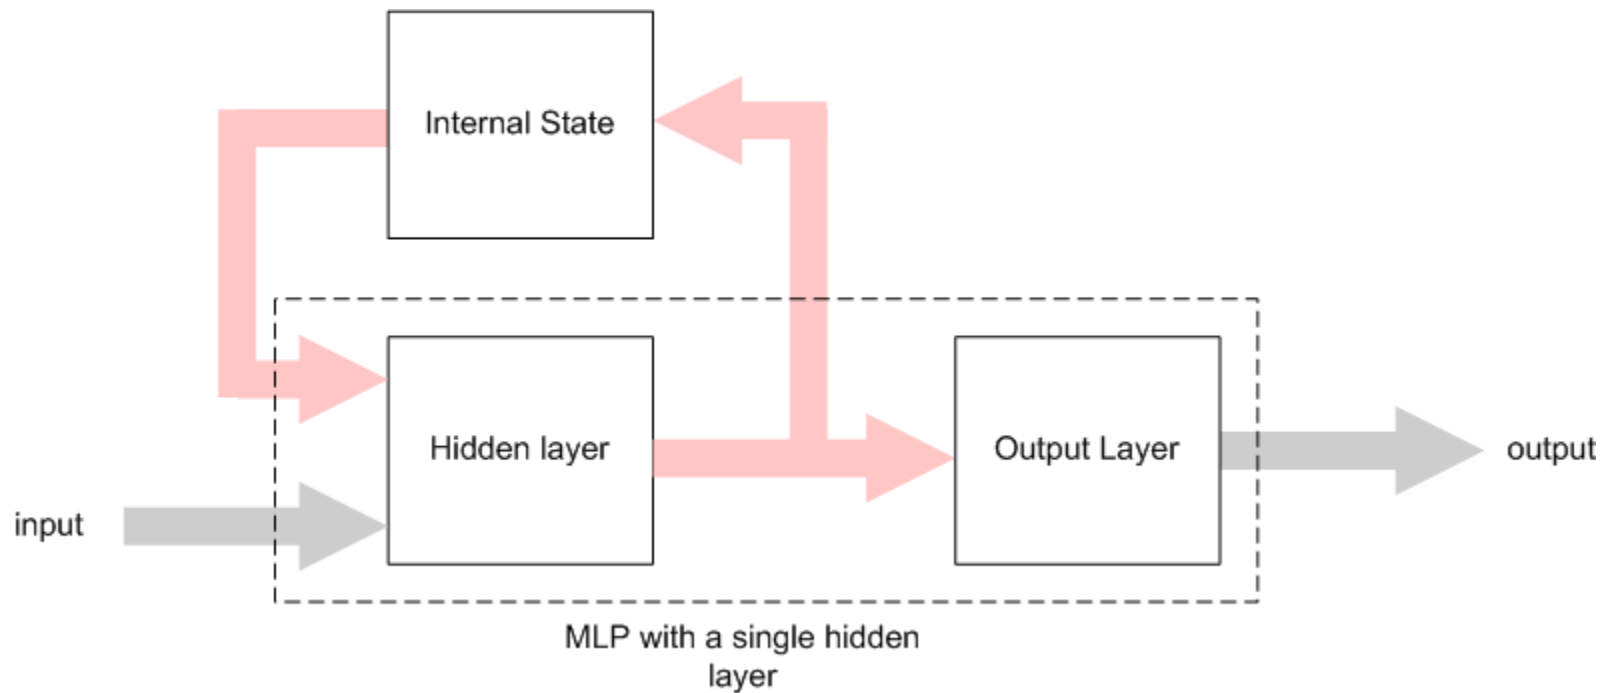 Internal State
Hidden layer
Output Layer
output
input
MLP with a single hidden
layer